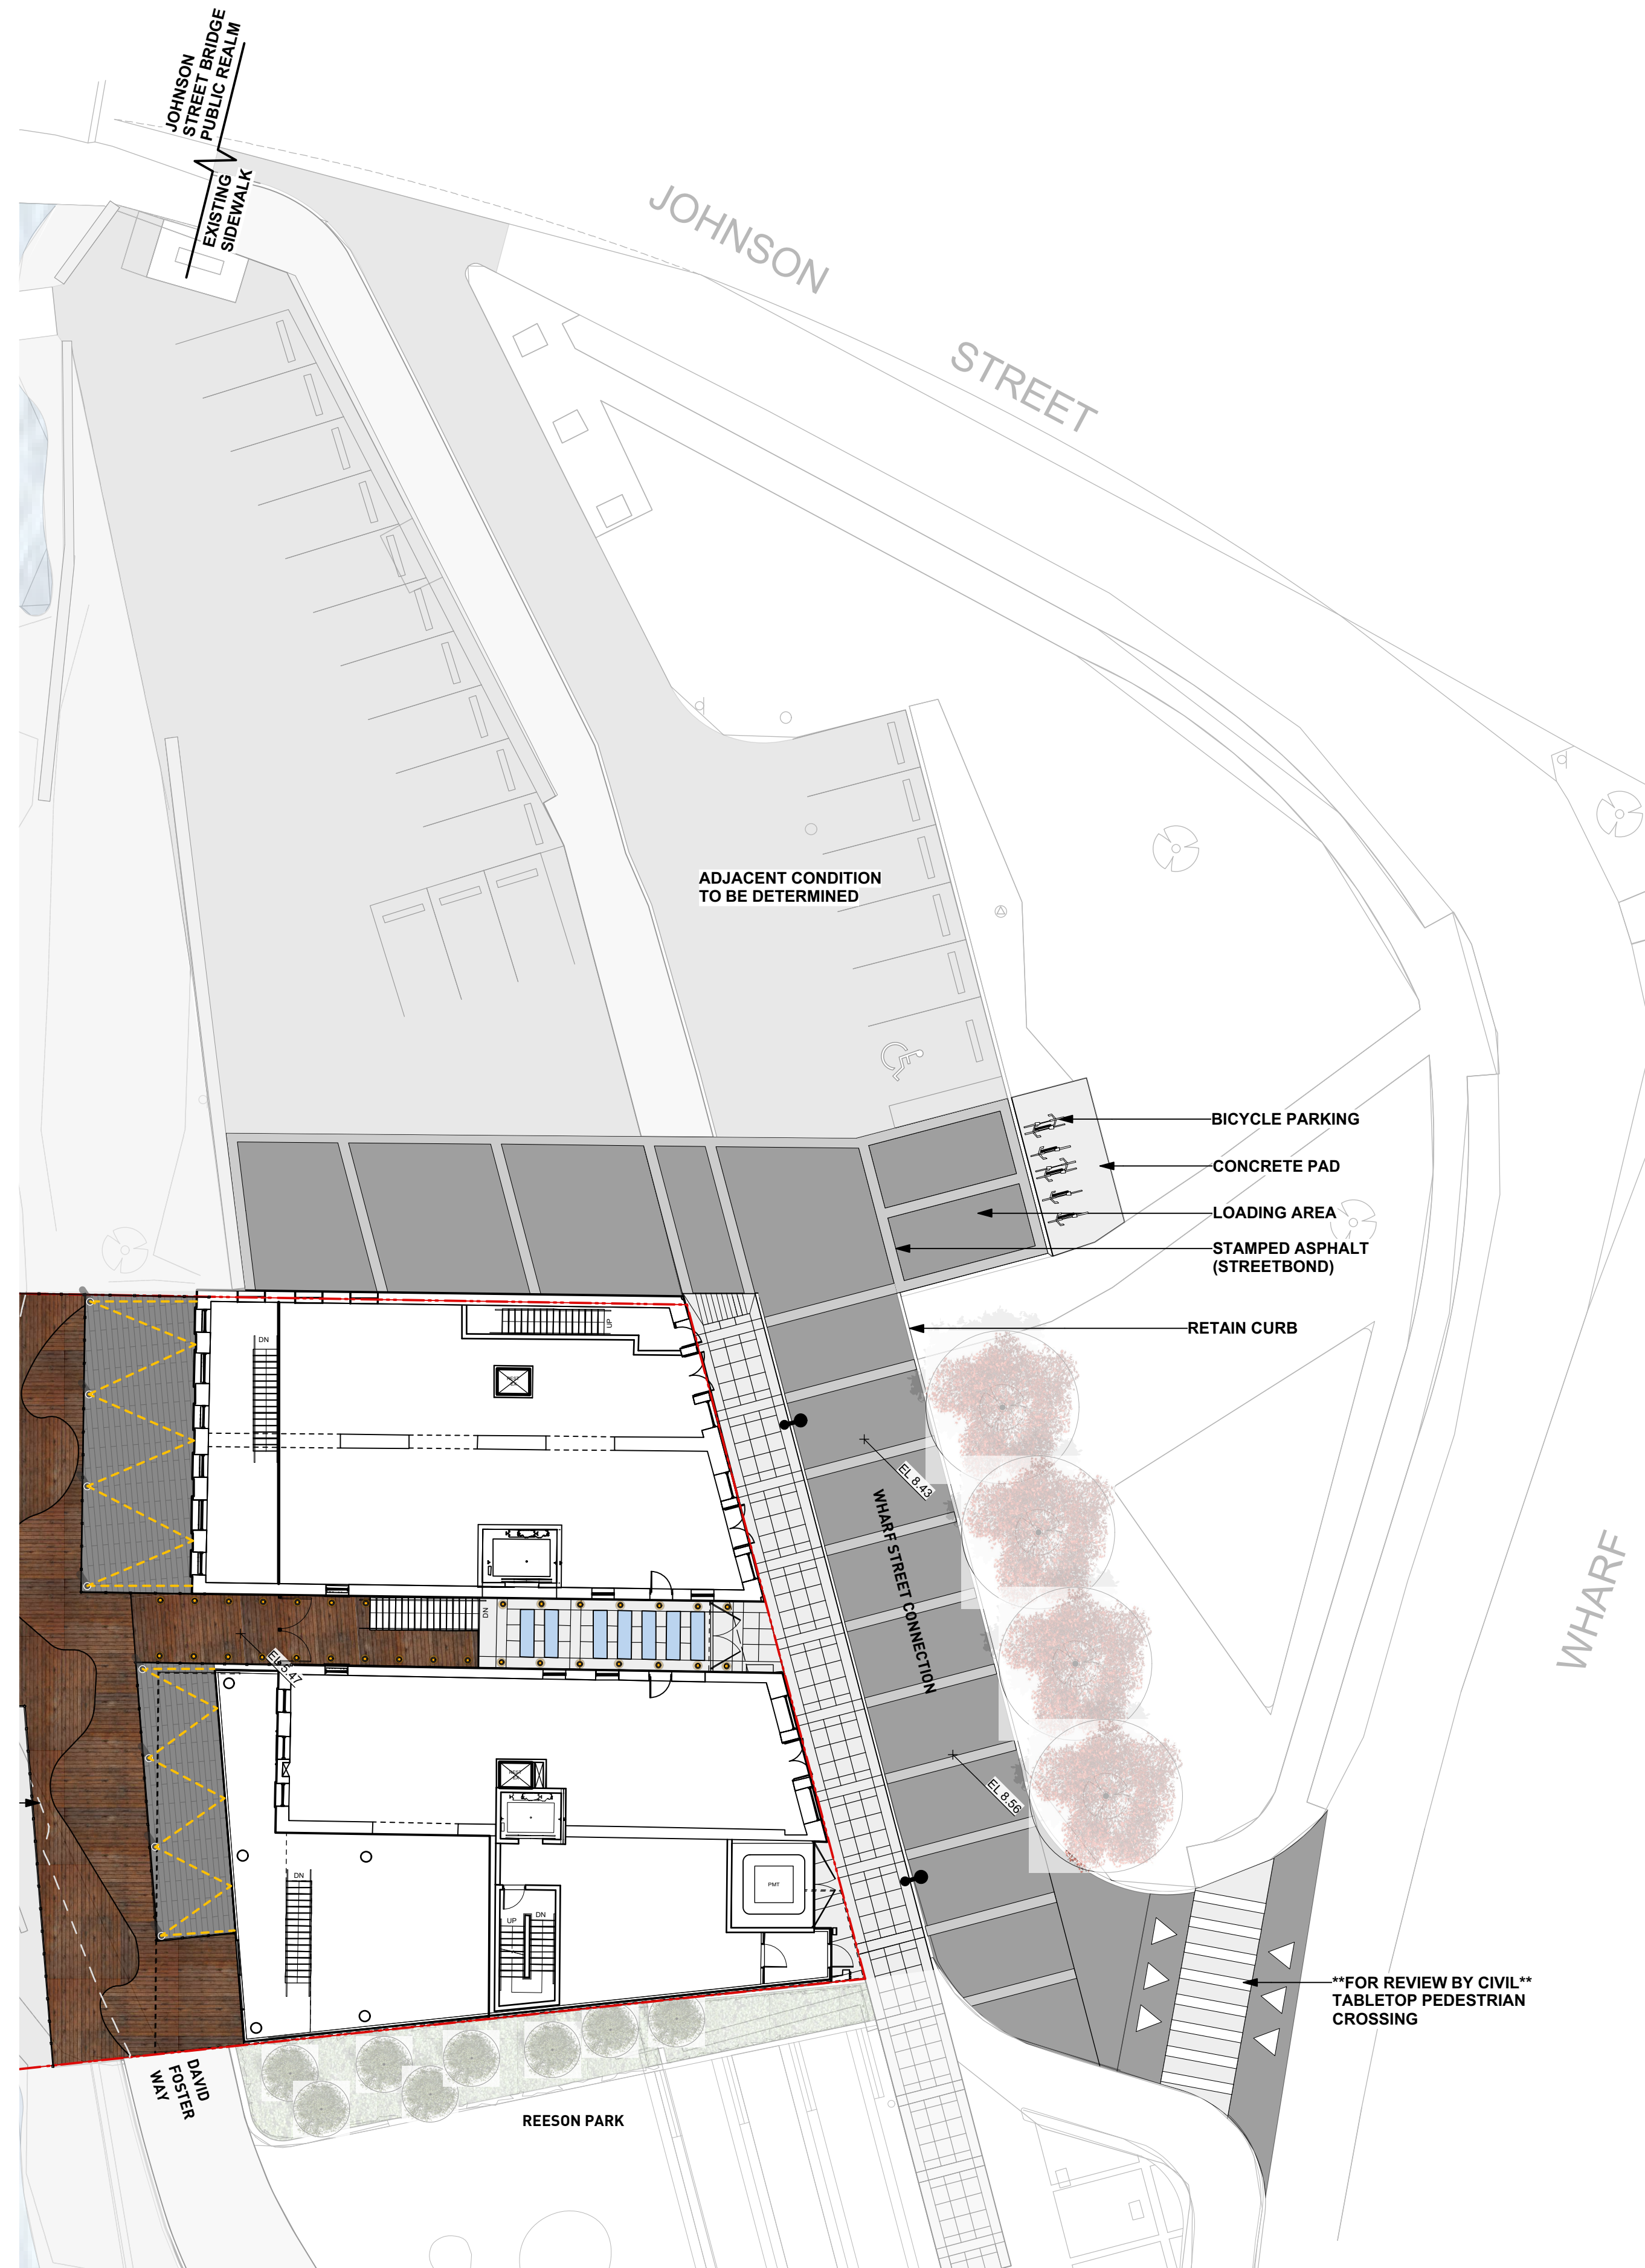 JOHNSON
STREET BRIDGE
PUBLIC REALM
EXISTING
SIDEWALK
JOHNSON
STREET
ADJACENT CONDITION
TO BE DETERMINED
BICYCLE PARKING
CONCRETE PAD
LOADING AREA
STAMPED ASPHALT
(STREETBOND)
RETAIN CURB
UP
DN
EL 8.43
WHARF STREET CONNECTION
WHARF
DN
EL 5.47
EL 8.56
DN
PMT
UP
DN
**FOR REVIEW BY CIVIL**
TABLETOP PEDESTRIAN
CROSSING
DAVID
FOSTER
WAY
REESON PARK